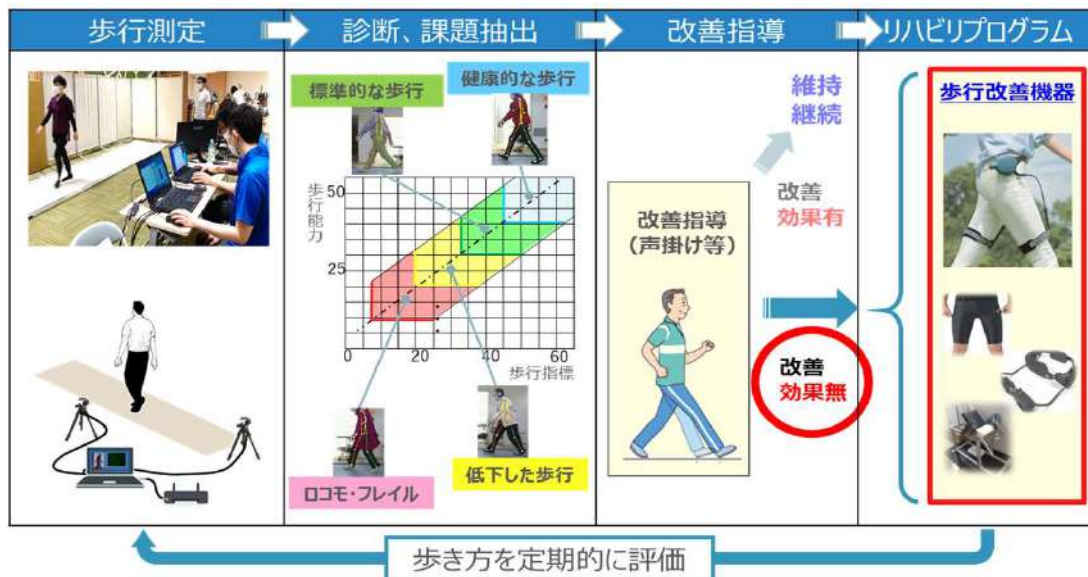 歩行測定
診断、課題抽出
改善指導
リハビリプログラム
標準的な歩行
健康的な歩行
歩行能力
50
25
0
20
40
60
歩行指標
ロコモ・フレイル
低下した歩行
維持
継続
改善
効果有
改善指導
(声掛け等)
改善
効果無
歩行改善機器
歩き方を定期的に評価